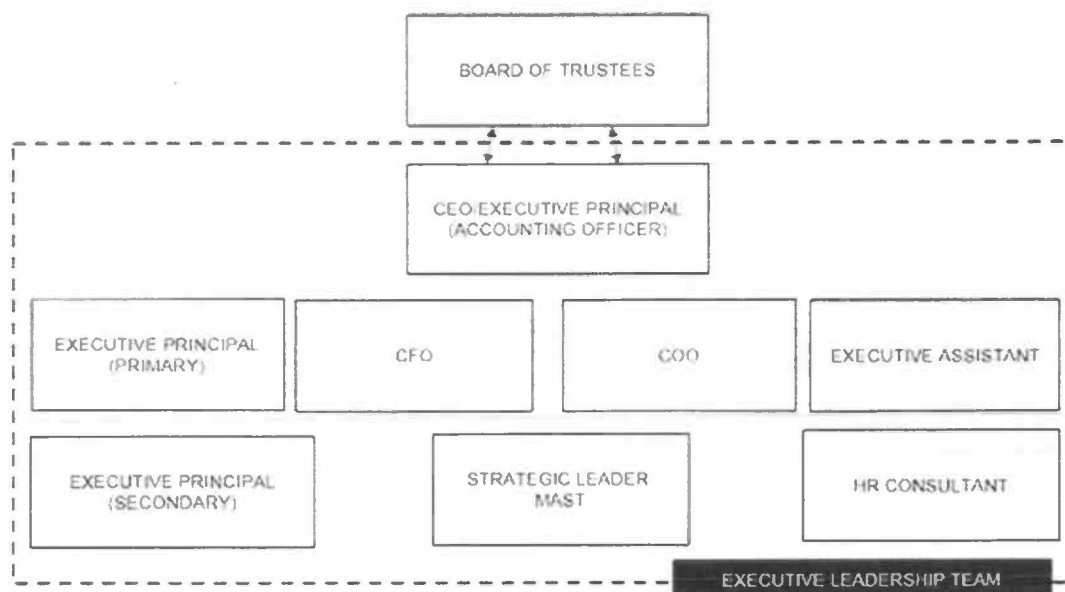 BOARD OF TRUSTEES
CEO/EXECUTIVE PRINCIPAL
(ACCOUNTING OFFICER)
EXECUTIVE PRINCIPAL
(PRIMARY)
CFO
COO
EXECUTIVE ASSISTANT
EXECUTIVE PRINCIPAL
(SECONDARY)
STRATEGIC LEADER
MAST
HR CONSULTANT
EXECUTIVE LEADERSHIP TEAM